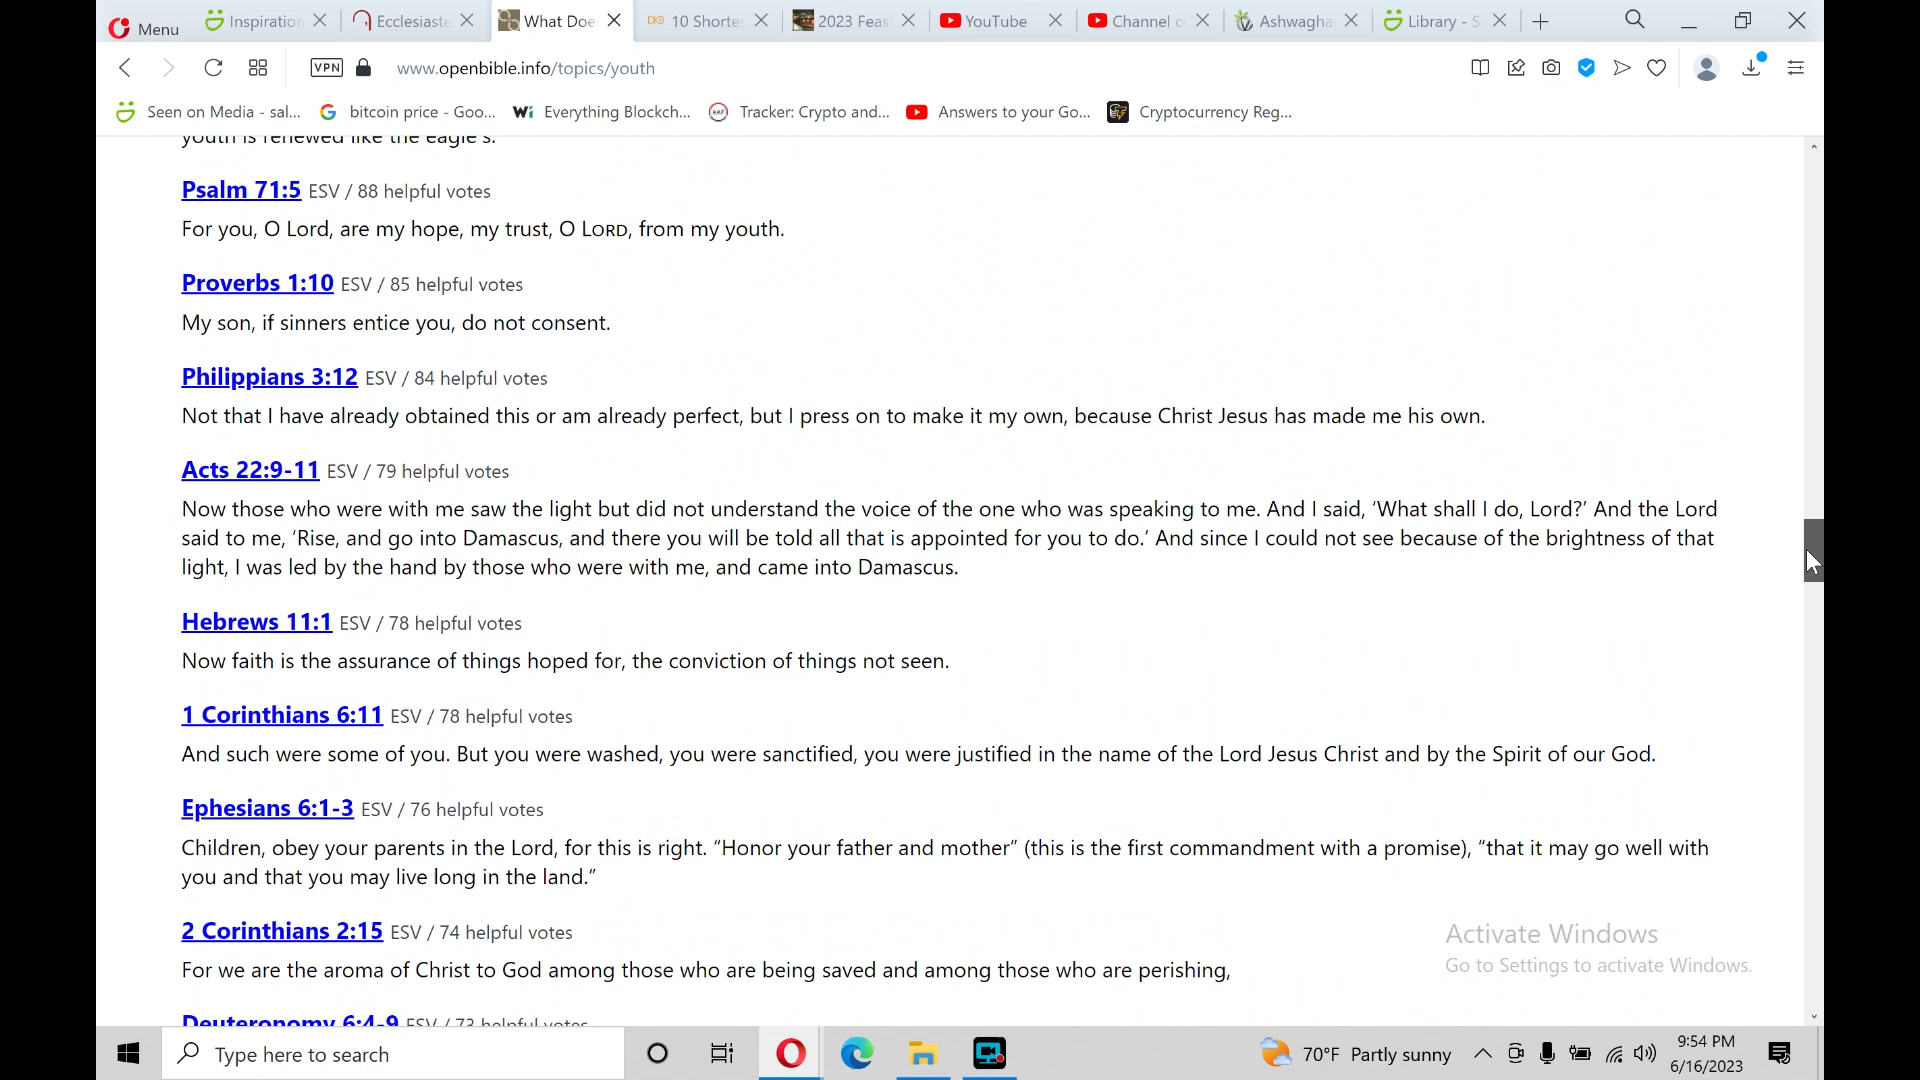 Menu
Inspiration
Ecclesiaste
What Doe
DKB 10 Shortes
2023 Feas
YouTube
Channel c
Ashwagha
Library - S
VPN
www.openbible.info/topics/youth
Seen on Media - sal...
bitcoin price - Goo...
Everything Blockch...
Tracker: Crypto and...
Answers to your Go...
Cryptocurrency Reg...
youth is renewed like the eagle's.
Psalm 71:5 ESV / 88 helpful votes
For you, O Lord, are my hope, my trust, O LORD, from my youth.
Proverbs 1:10 ESV / 85 helpful votes
My son, if sinners entice you, do not consent.
Philippians 3:12 ESV / 84 helpful votes
Not that I have already obtained this or am already perfect, but I press on to make it my own, because Christ Jesus has made me his own.
Acts 22:9-11 ESV / 79 helpful votes
Now those who were with me saw the light but did not understand the voice of the one who was speaking to me. And I said, ‘What shall I do, Lord?’ And the Lord
said to me, ‘Rise, and go into Damascus, and there you will be told all that is appointed for you to do.’ And since I could not see because of the brightness of that
light, I was led by the hand by those who were with me, and came into Damascus.
Hebrews 11:1 ESV / 78 helpful votes
Now faith is the assurance of things hoped for, the conviction of things not seen.
1 Corinthians 6:11 ESV / 78 helpful votes
And such were some of you. But you were washed, you were sanctified, you were justified in the name of the Lord Jesus Christ and by the Spirit of our God.
Ephesians 6:1-3 ESV / 76 helpful votes
Children, obey your parents in the Lord, for this is right. “Honor your father and mother” (this is the first commandment with a promise), “that it may go well with
you and that you may live long in the land.”
2 Corinthians 2:15 ESV / 74 helpful votes
For we are the aroma of Christ to God among those who are being saved and among those who are perishing,
Deuteronomy 6:4-9 ESV / 73 helpful votes
Activate Windows
Go to Settings to activate Windows.
Type here to search
70°F Partly sunny
9:54 PM
6/16/2023